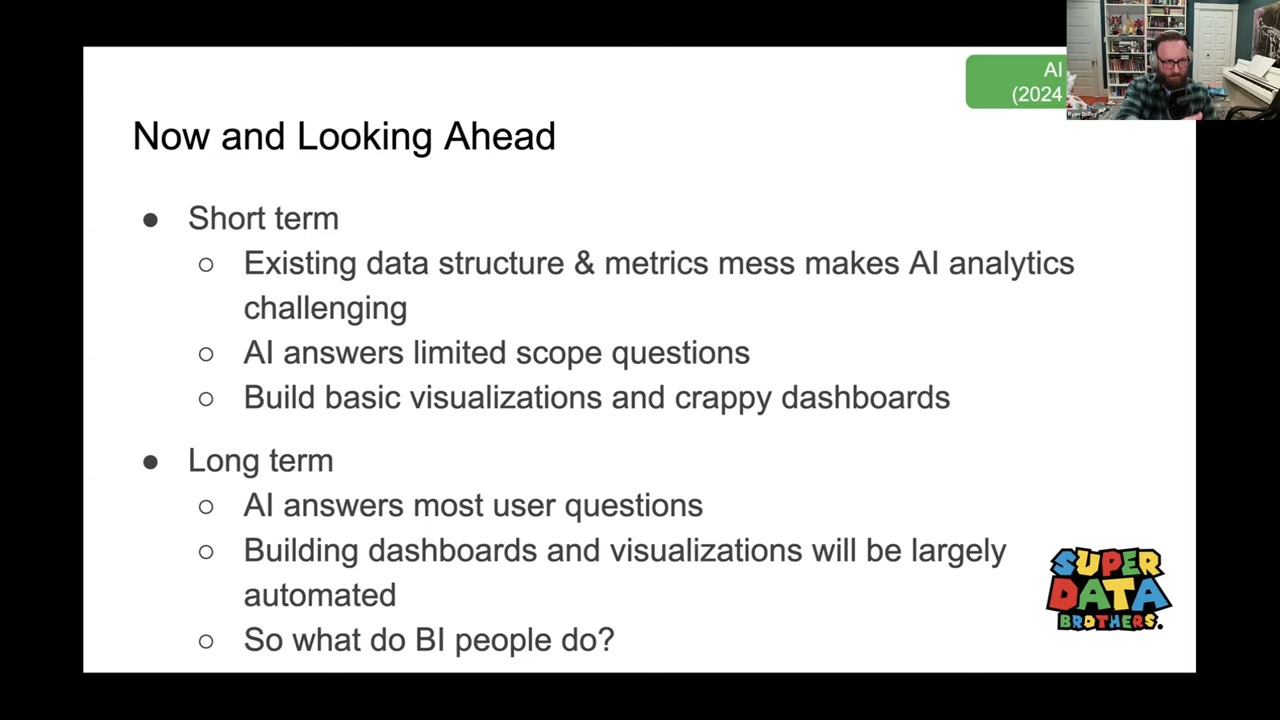 AI
(2024
Ryan Dolley
Now and Looking Ahead
● Short term
○ Existing data structure & metrics mess makes AI analytics
challenging
○ AI answers limited scope questions
○ Build basic visualizations and crappy dashboards
● Long term
○ AI answers most user questions
○ Building dashboards and visualizations will be largely
automated
○ So what do BI people do?
SUPER
DATA
BROTHERS.